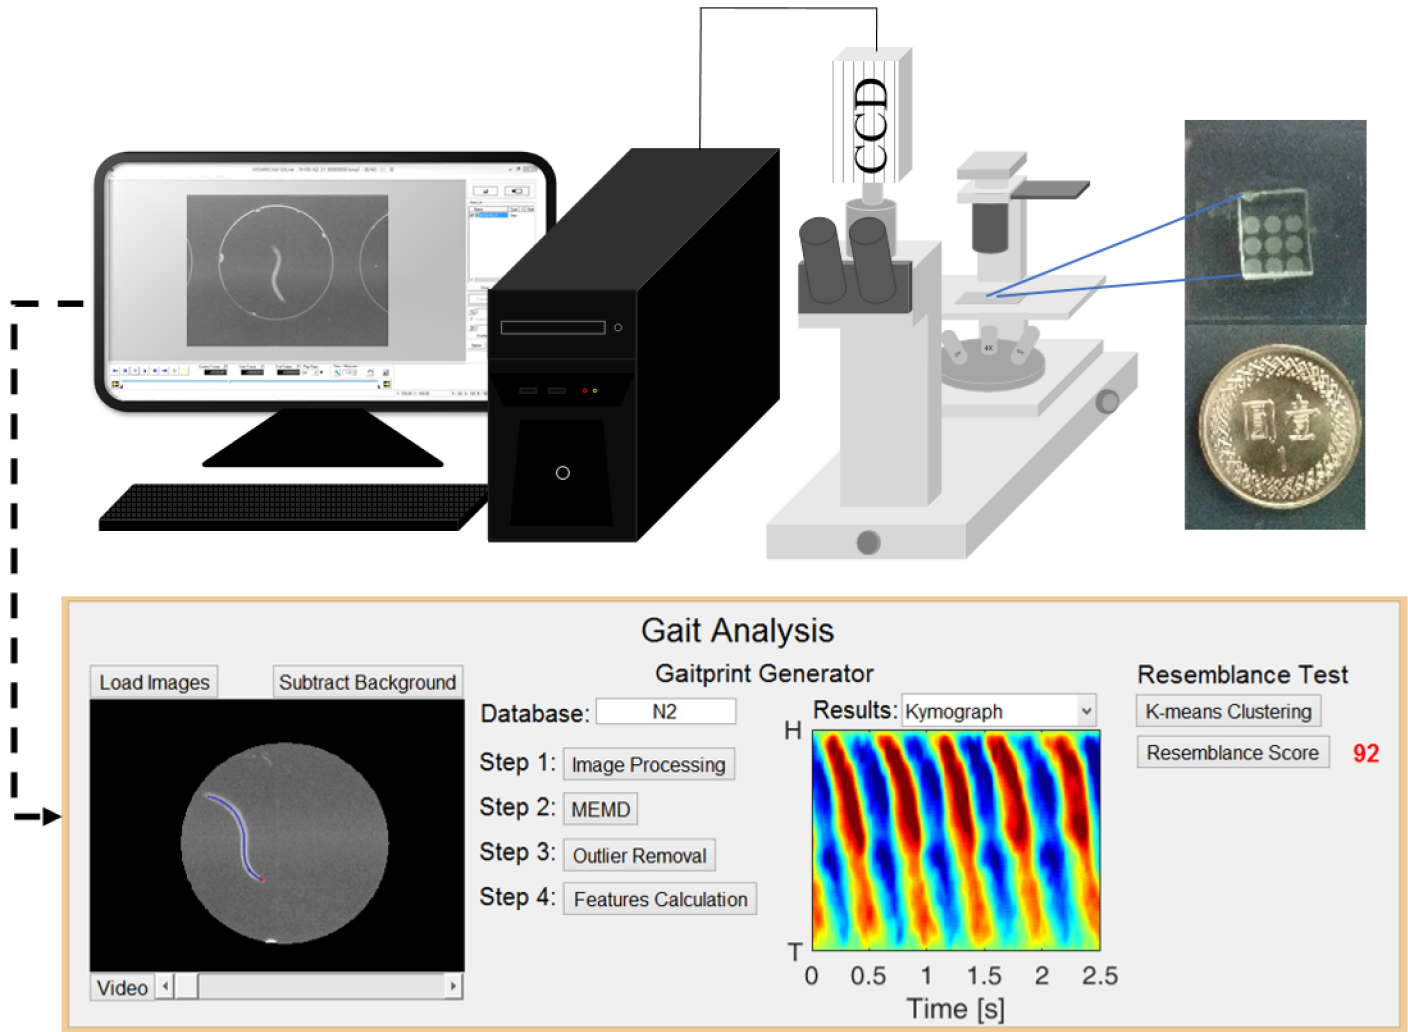 CCD
4X
圓壹
1
Gait Analysis
Load Images
Subtract Background
Gaitprint Generator
Resemblance Test
Database:
N2
Results:
Kymograph
K-means Clustering
Step 1:
Image Processing
Resemblance Score
92
Step 2:
MEMD
Step 3:
Outlier Removal
Step 4:
Features Calculation
H
T
0 0.5 1 1.5 2 2.5
Time [s]
Video